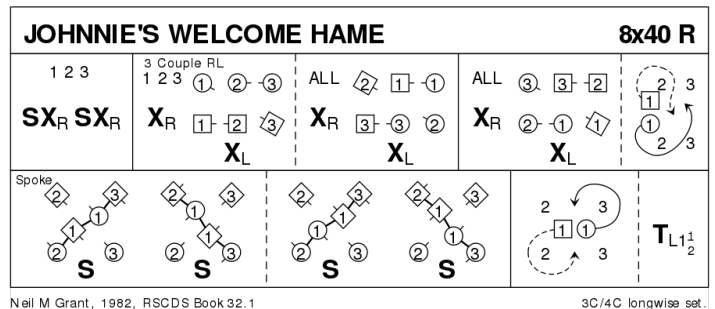 JOHNNIE'S WELCOME HAME 8x40 R
1 2 3
SXR SXR
3 Couple RL
1 2 3 1 2 3
XR 1 2 3
XL
ALL 2 1 1
XR 3 3 2
XL
ALL 3 3 2
XR 2 1 1
XL
2 3
1
1
2 3
Spoke
2 3
1 1
2 3
S
2 3
1
1
2 3
S
2 3
1 1
2 3
S
2 3
1
1
2 3
S
2 3
1 1
2 3
TL1 1/2
Neil M Grant, 1982, RSCDS Book 32.1 3C/4C longwise set.